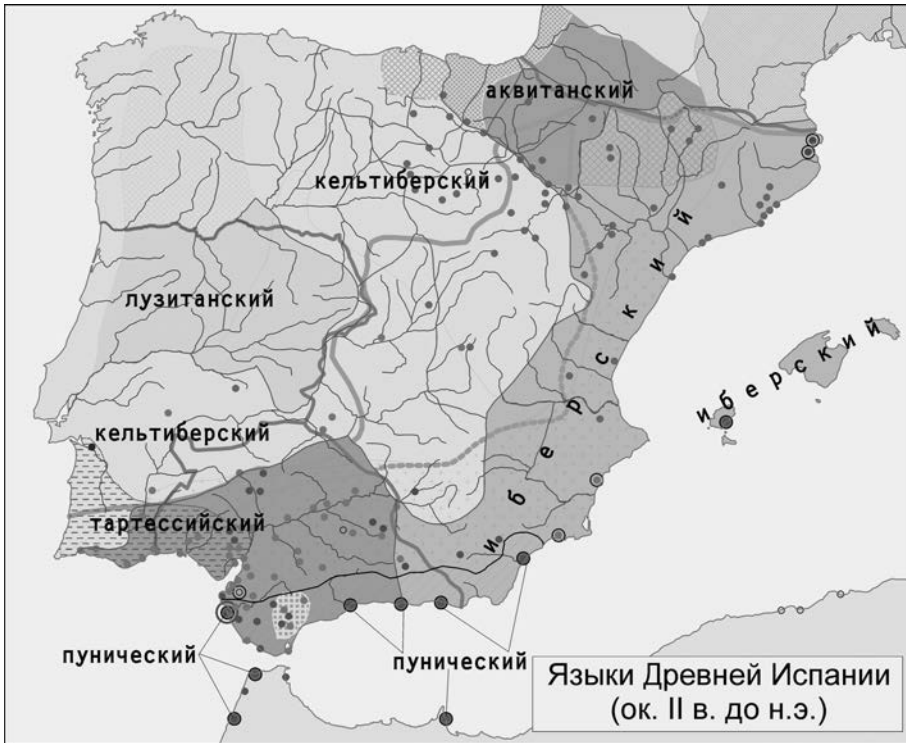 аквитанский
кельтиберский
лузитанский
иберский
иберский
кельтиберский
тартессийский
пунический
пунический
Языки Древней Испании
(ок. II в. до н.э.)